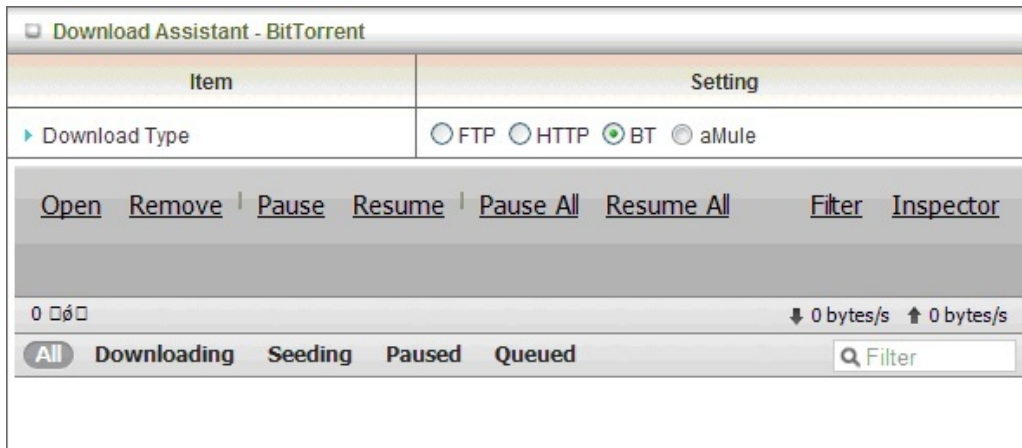 Download Assistant - BitTorrent
Item Setting
Download Type FTP HTTP BT aMule
Open Remove Pause Resume Pause All Resume All Filter Inspector
0 □ǿ□ 0 bytes/s 0 bytes/s
All Downloading Seeding Paused Queued Filter